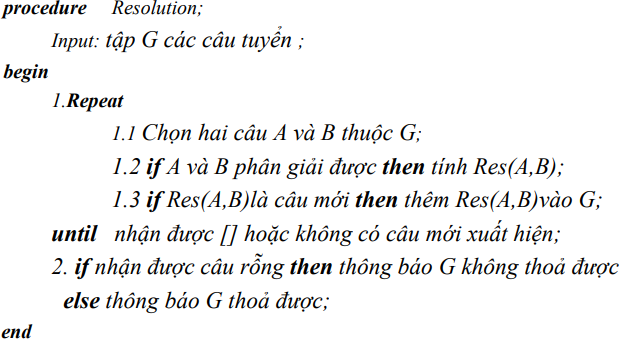 procedure Resolution;
Input: tập G các câu tuyển ;
begin
1.Repeat
1.1 Chọn hai câu A và B thuộc G;
1.2 if A và B phân giải được then tính Res(A,B);
1.3 if Res(A,B)là câu mới then thêm Res(A,B)vào G;
until nhận được [] hoặc không có câu mới xuất hiện;
2. if nhận được câu rỗng then thông báo G không thoả được
else thông báo G thoả được;
end